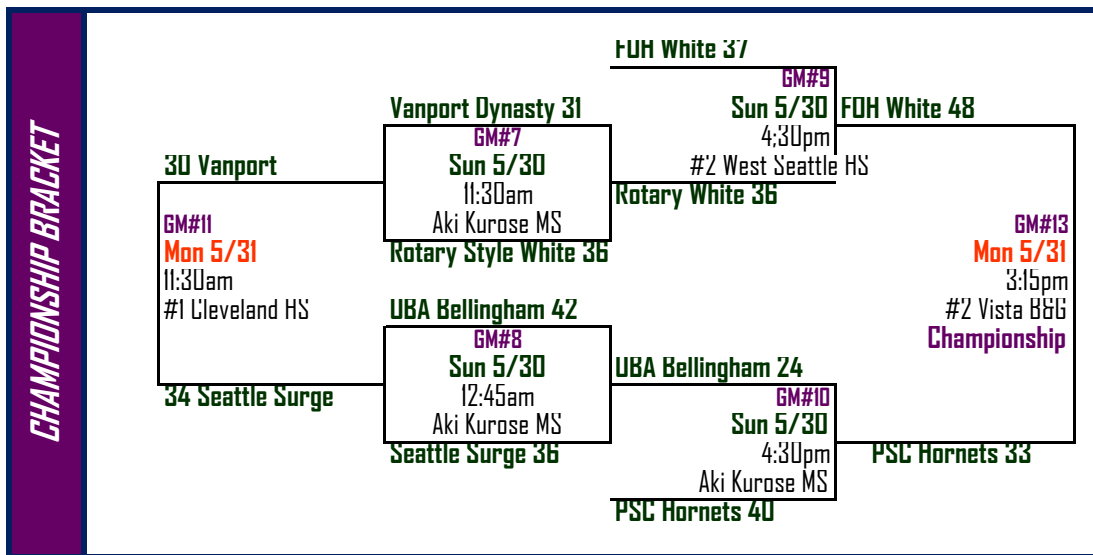 CHAMPIONSHIP BRACKET
FOH White 37
GM#9
Vanport Dynasty 31
Sun 5/30
FOH White 48
GM#7
4;30pm
30 Vanport
Sun 5/30
#2 West Seattle HS
11:30am
Rotary White 36
GM#11
Aki Kurose MS
GM#13
Mon 5/31
Rotary Style White 36
Mon 5/31
11:30am
3:15pm
#1 Cleveland HS
UBA Bellingham 42
#2 Vista B&G
GM#8
Championship
Sun 5/30
UBA Bellingham 24
34 Seattle Surge
12:45am
GM#10
Aki Kurose MS
Sun 5/30
Seattle Surge 36
4:30pm
PSC Hornets 33
Aki Kurose MS
PSC Hornets 40